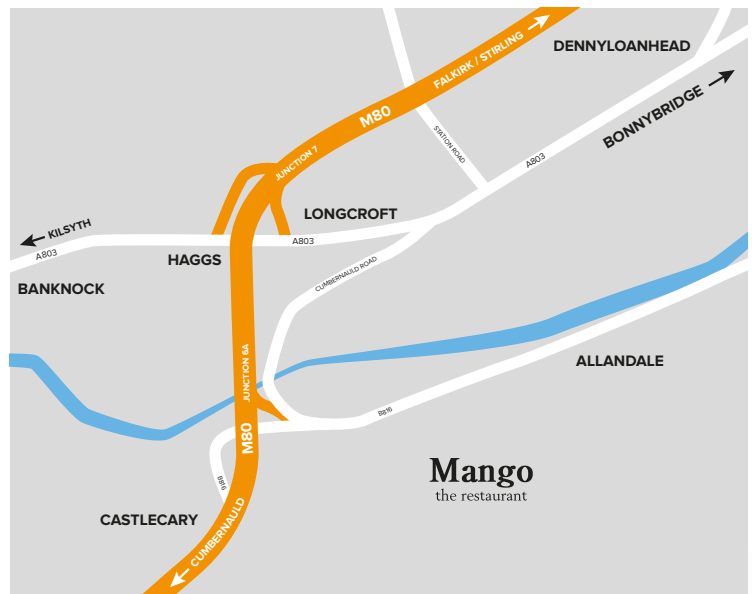 FALKIRK / STIRLING
DENNYLOANHEAD
M80
BONNYBRIDGE
STATION ROAD
A803
JUNCTION 7
LONGCROFT
KILSYTH
A803
A803
HAGGS
CUMBERNAULD ROAD
BANKNOCK
JUNCTION 6A
ALLANDALE
B816
M80
Mango
the restaurant
B816
CASTLECARY
CUMBERNAULD